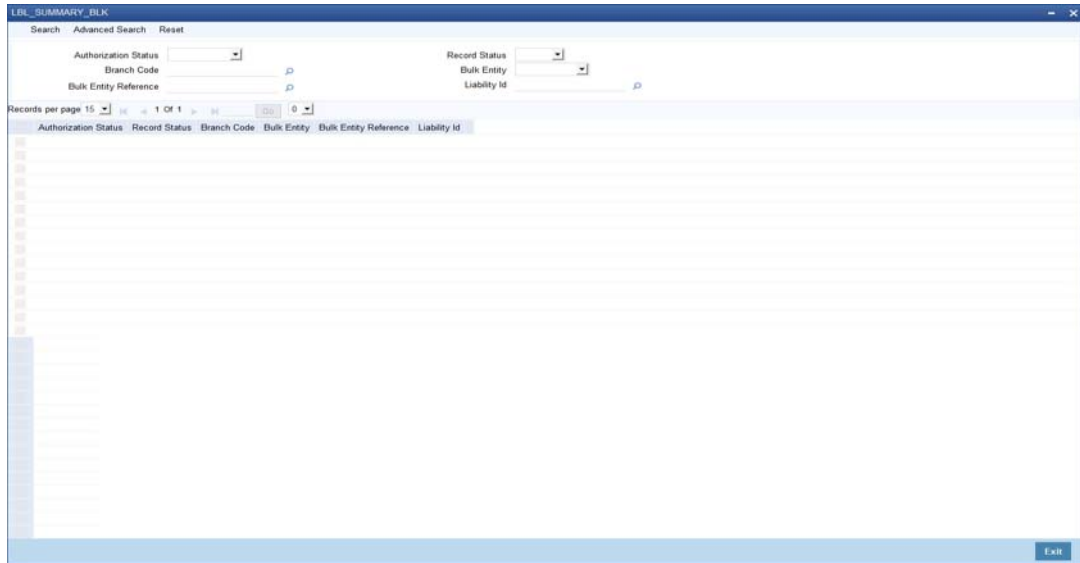 LBL_SUMMARY_BLK
Search Advanced Search Reset
Authorization Status Record Status
Branch Code Bulk Entity
Bulk Entity Reference Liability Id
Records per page 15 1 Of 1 Go 0
Authorization Status Record Status Branch Code Bulk Entity Bulk Entity Reference Liability Id
Exit